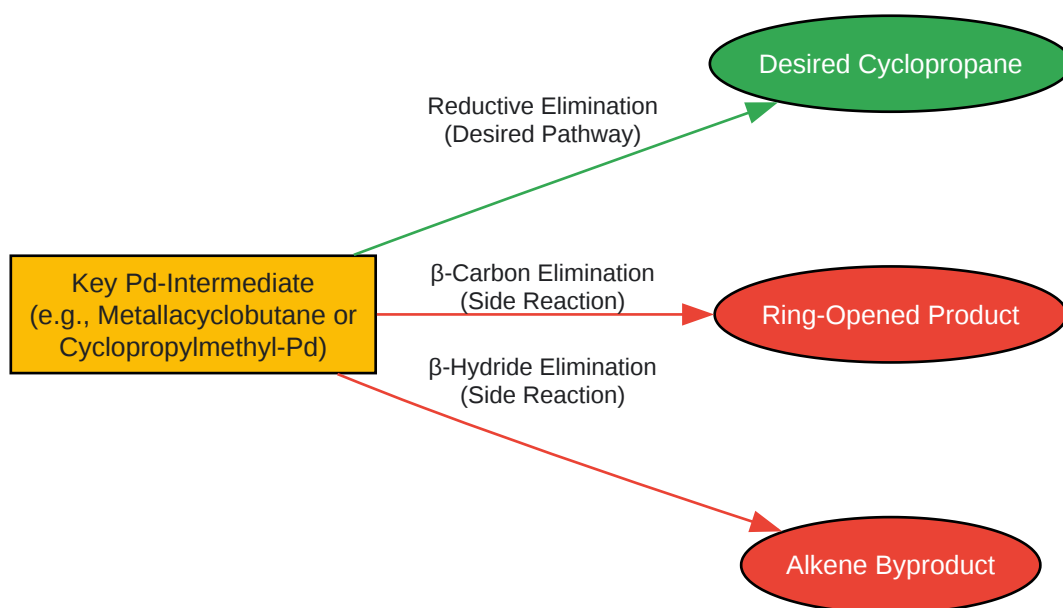 Desired Cyclopropane
Reductive Elimination
(Desired Pathway)
Key Pd-Intermediate
(e.g., Metallacyclobutane or
Cyclopropylmethyl-Pd)
β-Carbon Elimination
(Side Reaction)
Ring-Opened Product
β-Hydride Elimination
(Side Reaction)
Alkene Byproduct